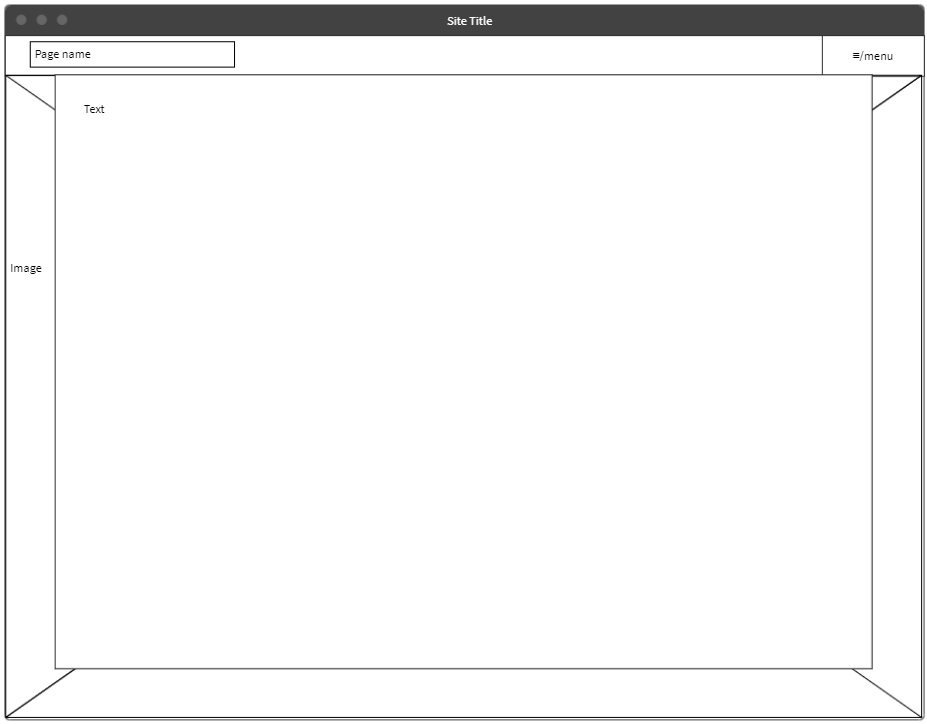 Site Title
Page name
≡/menu
Text
Image